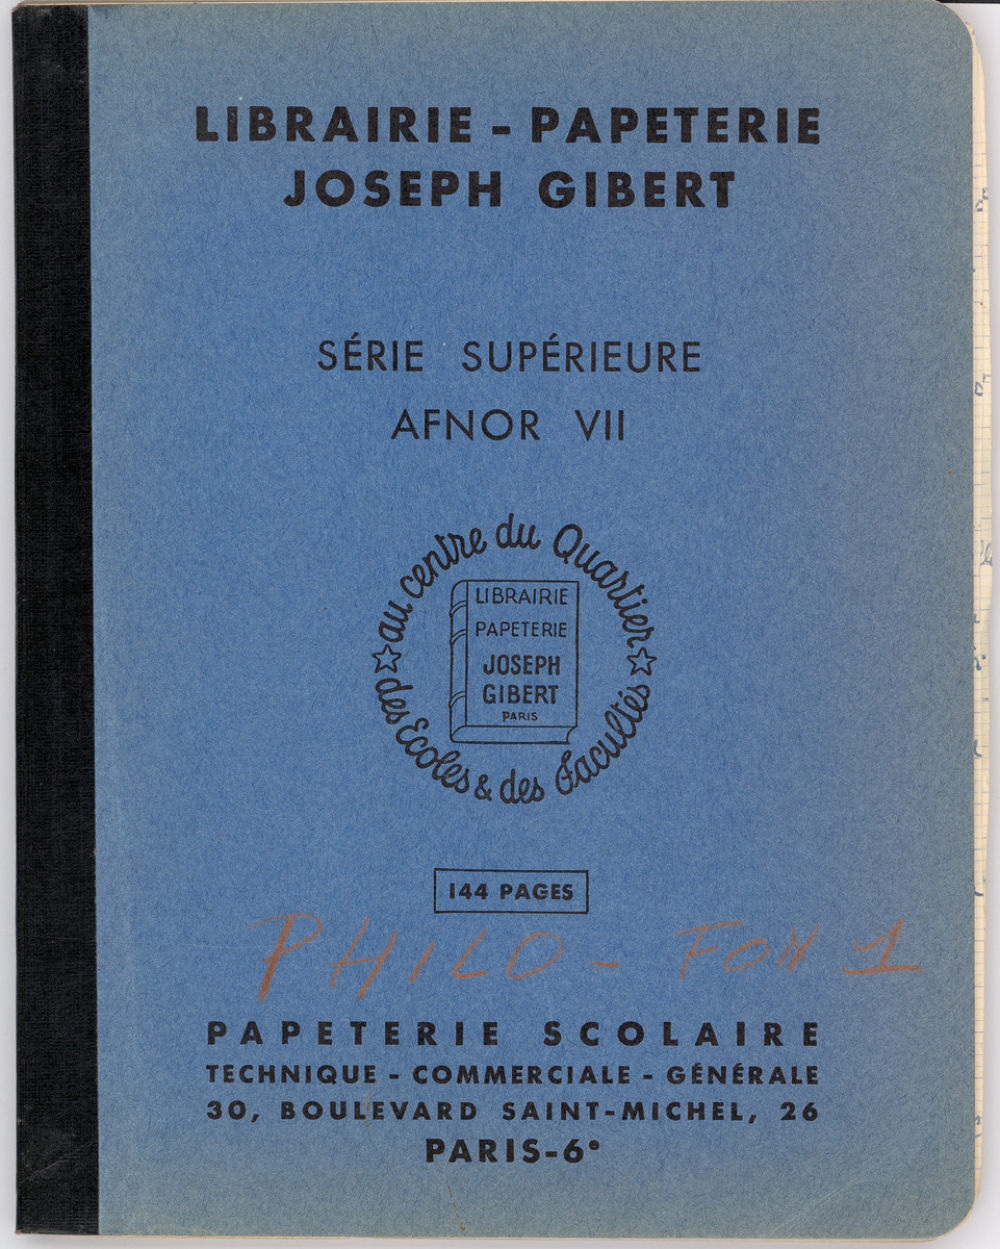 LIBRAIRIE - PAPETERIE
JOSEPH GIBERT
SÉRIE SUPÉRIEURE
AFNOR VII
au centre du Quartier
LIBRAIRIE
PAPETERIE
JOSEPH
GIBERT
PARIS
des Ecoles & des Facultés
144 PAGES
PHILO - FON 1
PAPETERIE SCOLAIRE
TECHNIQUE - COMMERCIALE - GÉNÉRALE
30, BOULEVARD SAINT-MICHEL, 26
PARIS-6e